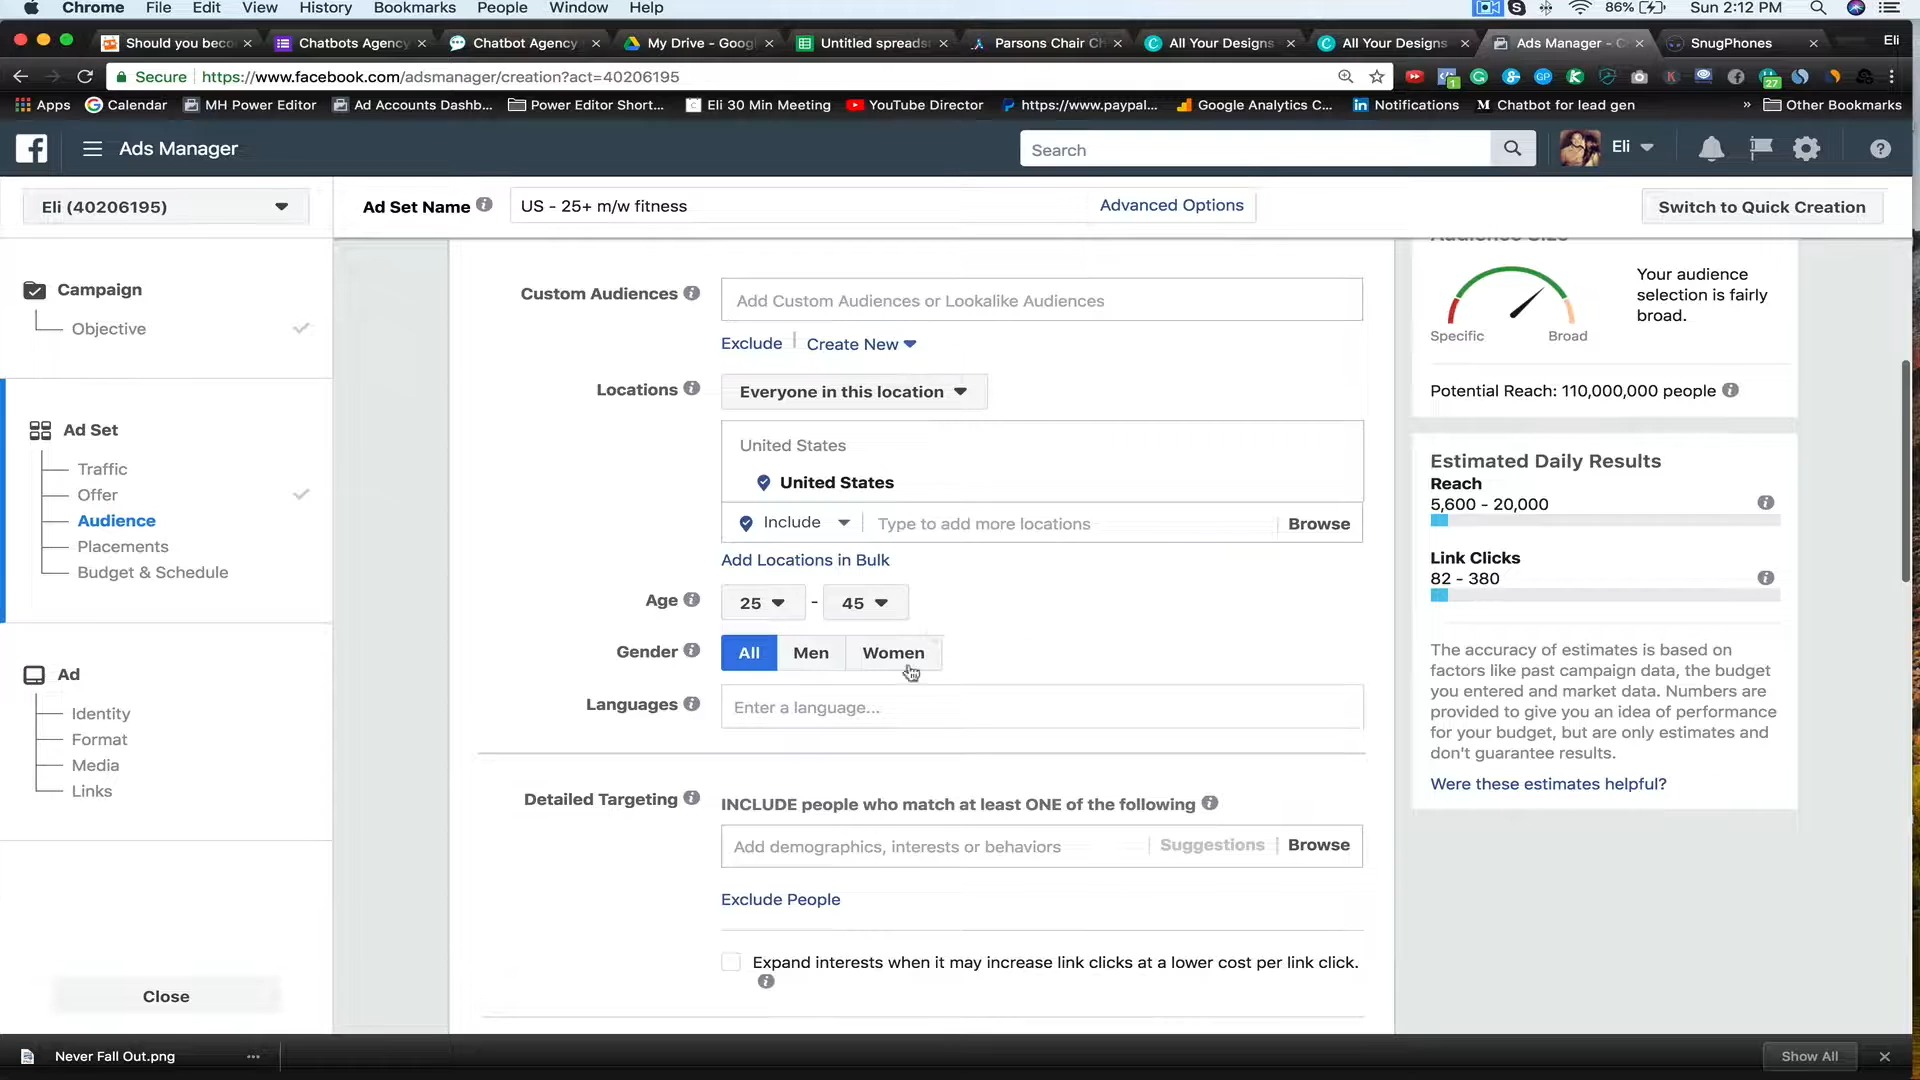 Chrome File Edit View History Bookmarks People Window Help 86% Sun 2:12 PM
Should you beco Chatbots Agency Chatbot Agency My Drive - Goog Untitled spreads Parsons Chair Ch All Your Designs All Your Designs Ads Manager - C SnugPhones Eli
Secure https://www.facebook.com/adsmanager/creation?act=40206195
Apps Calendar MH Power Editor Ad Accounts Dashb... Power Editor Short... Eli 30 Min Meeting YouTube Director https://www.paypal... Google Analytics C... Notifications Chatbot for lead gen » Other Bookmarks
Ads Manager
Search
Eli
Eli (40206195)
Ad Set Name
US - 25+ m/w fitness
Advanced Options
Switch to Quick Creation
Campaign
Objective
Ad Set
Traffic
Offer
Audience
Placements
Budget & Schedule
Ad
Identity
Format
Media
Links
Close
Custom Audiences
Add Custom Audiences or Lookalike Audiences
Exclude | Create New
Locations
Everyone in this location
United States
United States
Include
Type to add more locations
Browse
Add Locations in Bulk
Age
25 - 45
Gender
All Men Women
Languages
Enter a language...
Detailed Targeting
INCLUDE people who match at least ONE of the following
Add demographics, interests or behaviors
Suggestions | Browse
Exclude People
Expand interests when it may increase link clicks at a lower cost per link click.
Audience Size
Your audience
selection is fairly
broad.
Specific Broad
Potential Reach: 110,000,000 people
Estimated Daily Results
Reach
5,600 - 20,000
Link Clicks
82 - 380
The accuracy of estimates is based on
factors like past campaign data, the budget
you entered and market data. Numbers are
provided to give you an idea of performance
for your budget, but are only estimates and
don't guarantee results.
Were these estimates helpful?
Never Fall Out.png
Show All